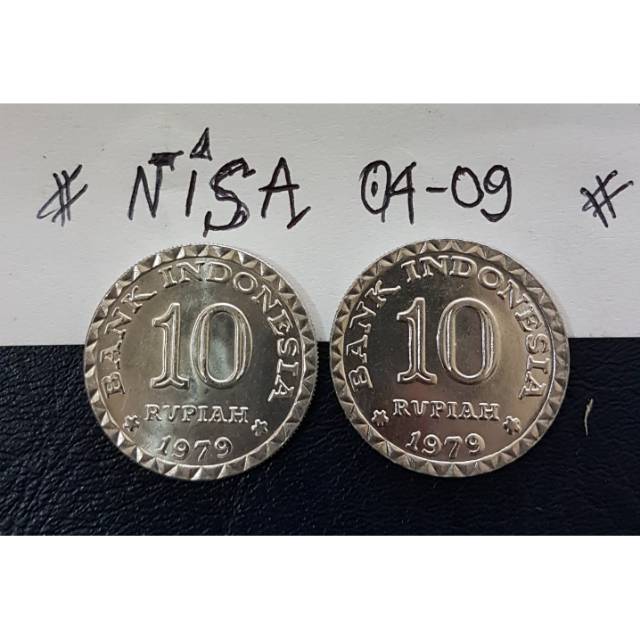 # NISA 04-09 #
BANK INDONESIA
10
RUPIAH
1979
BANK INDONESIA
10
RUPIAH
1979